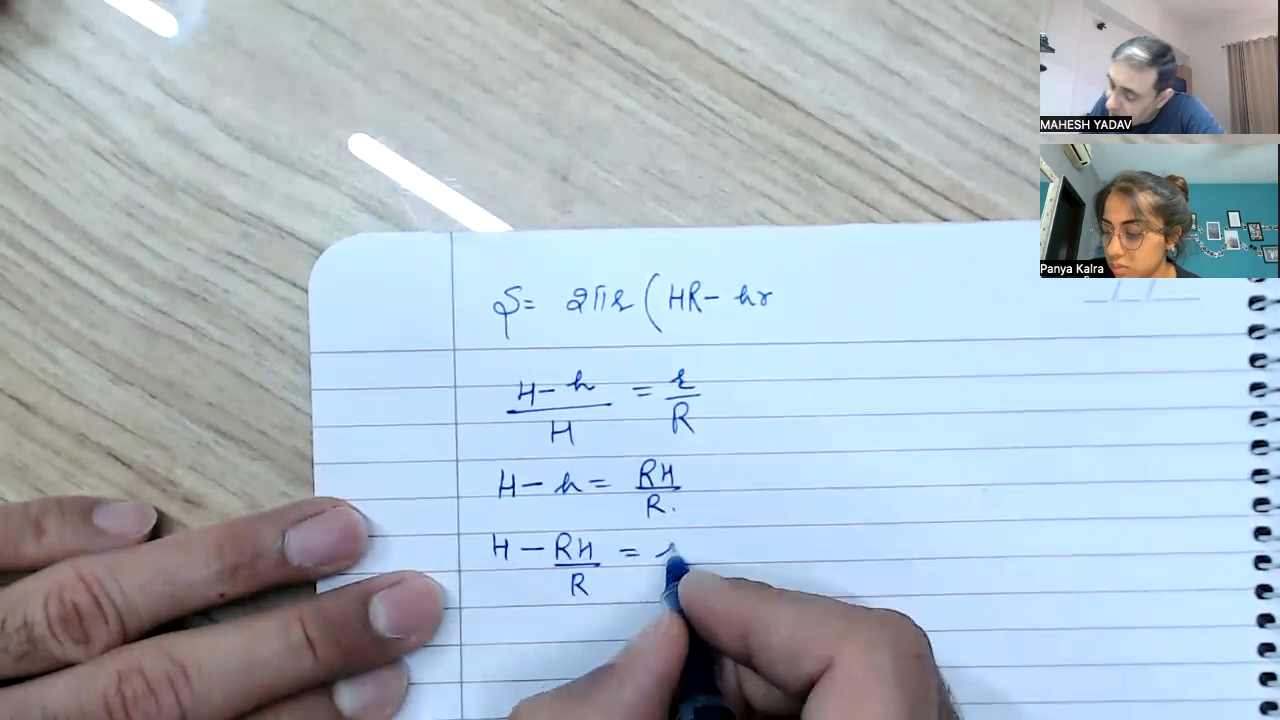 MAHESH YADAV
Panya Kalra
S = 2πr (HR - hr
H - h / H = r / R
H - h = RH / R.
H - RH / R =